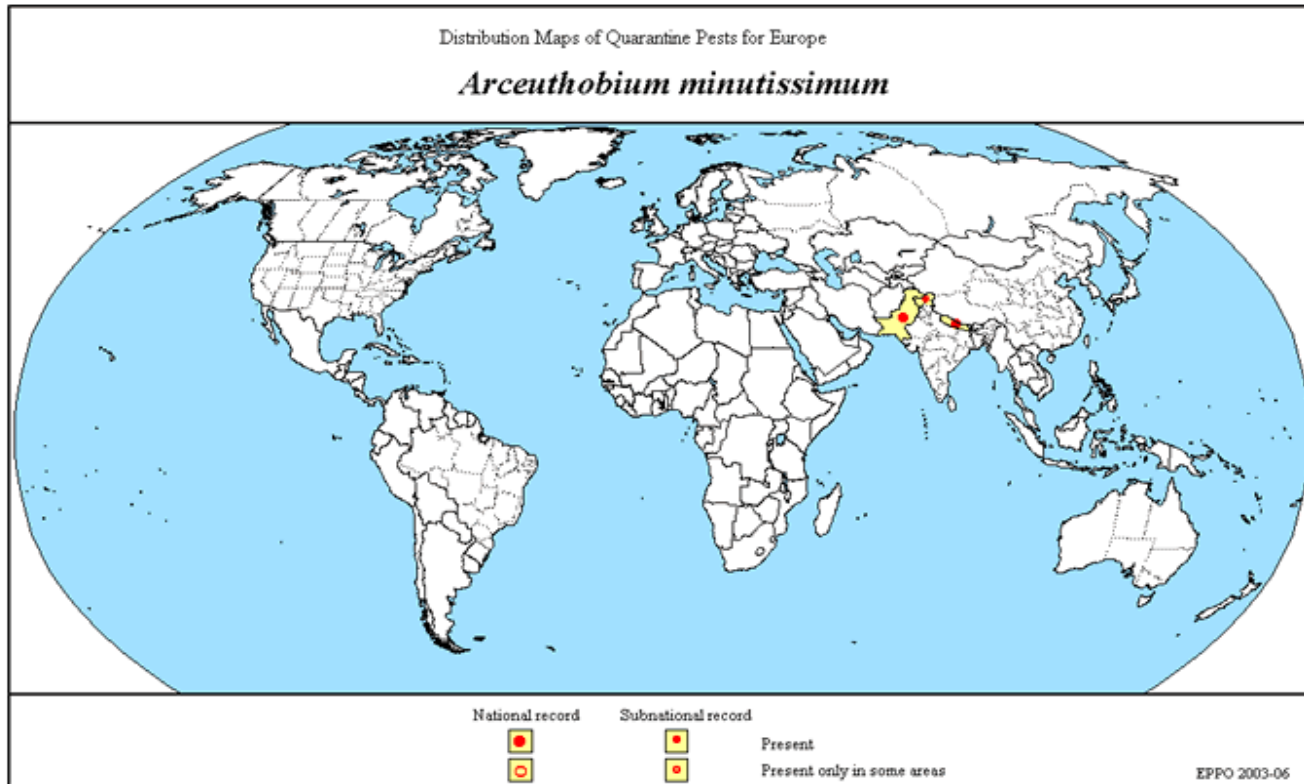 Distribution Maps of Quarantine Pests for Europe
Arceuthobium minutissimum
National record Subnational record
Present
Present only in some areas
EPPO 2003-06